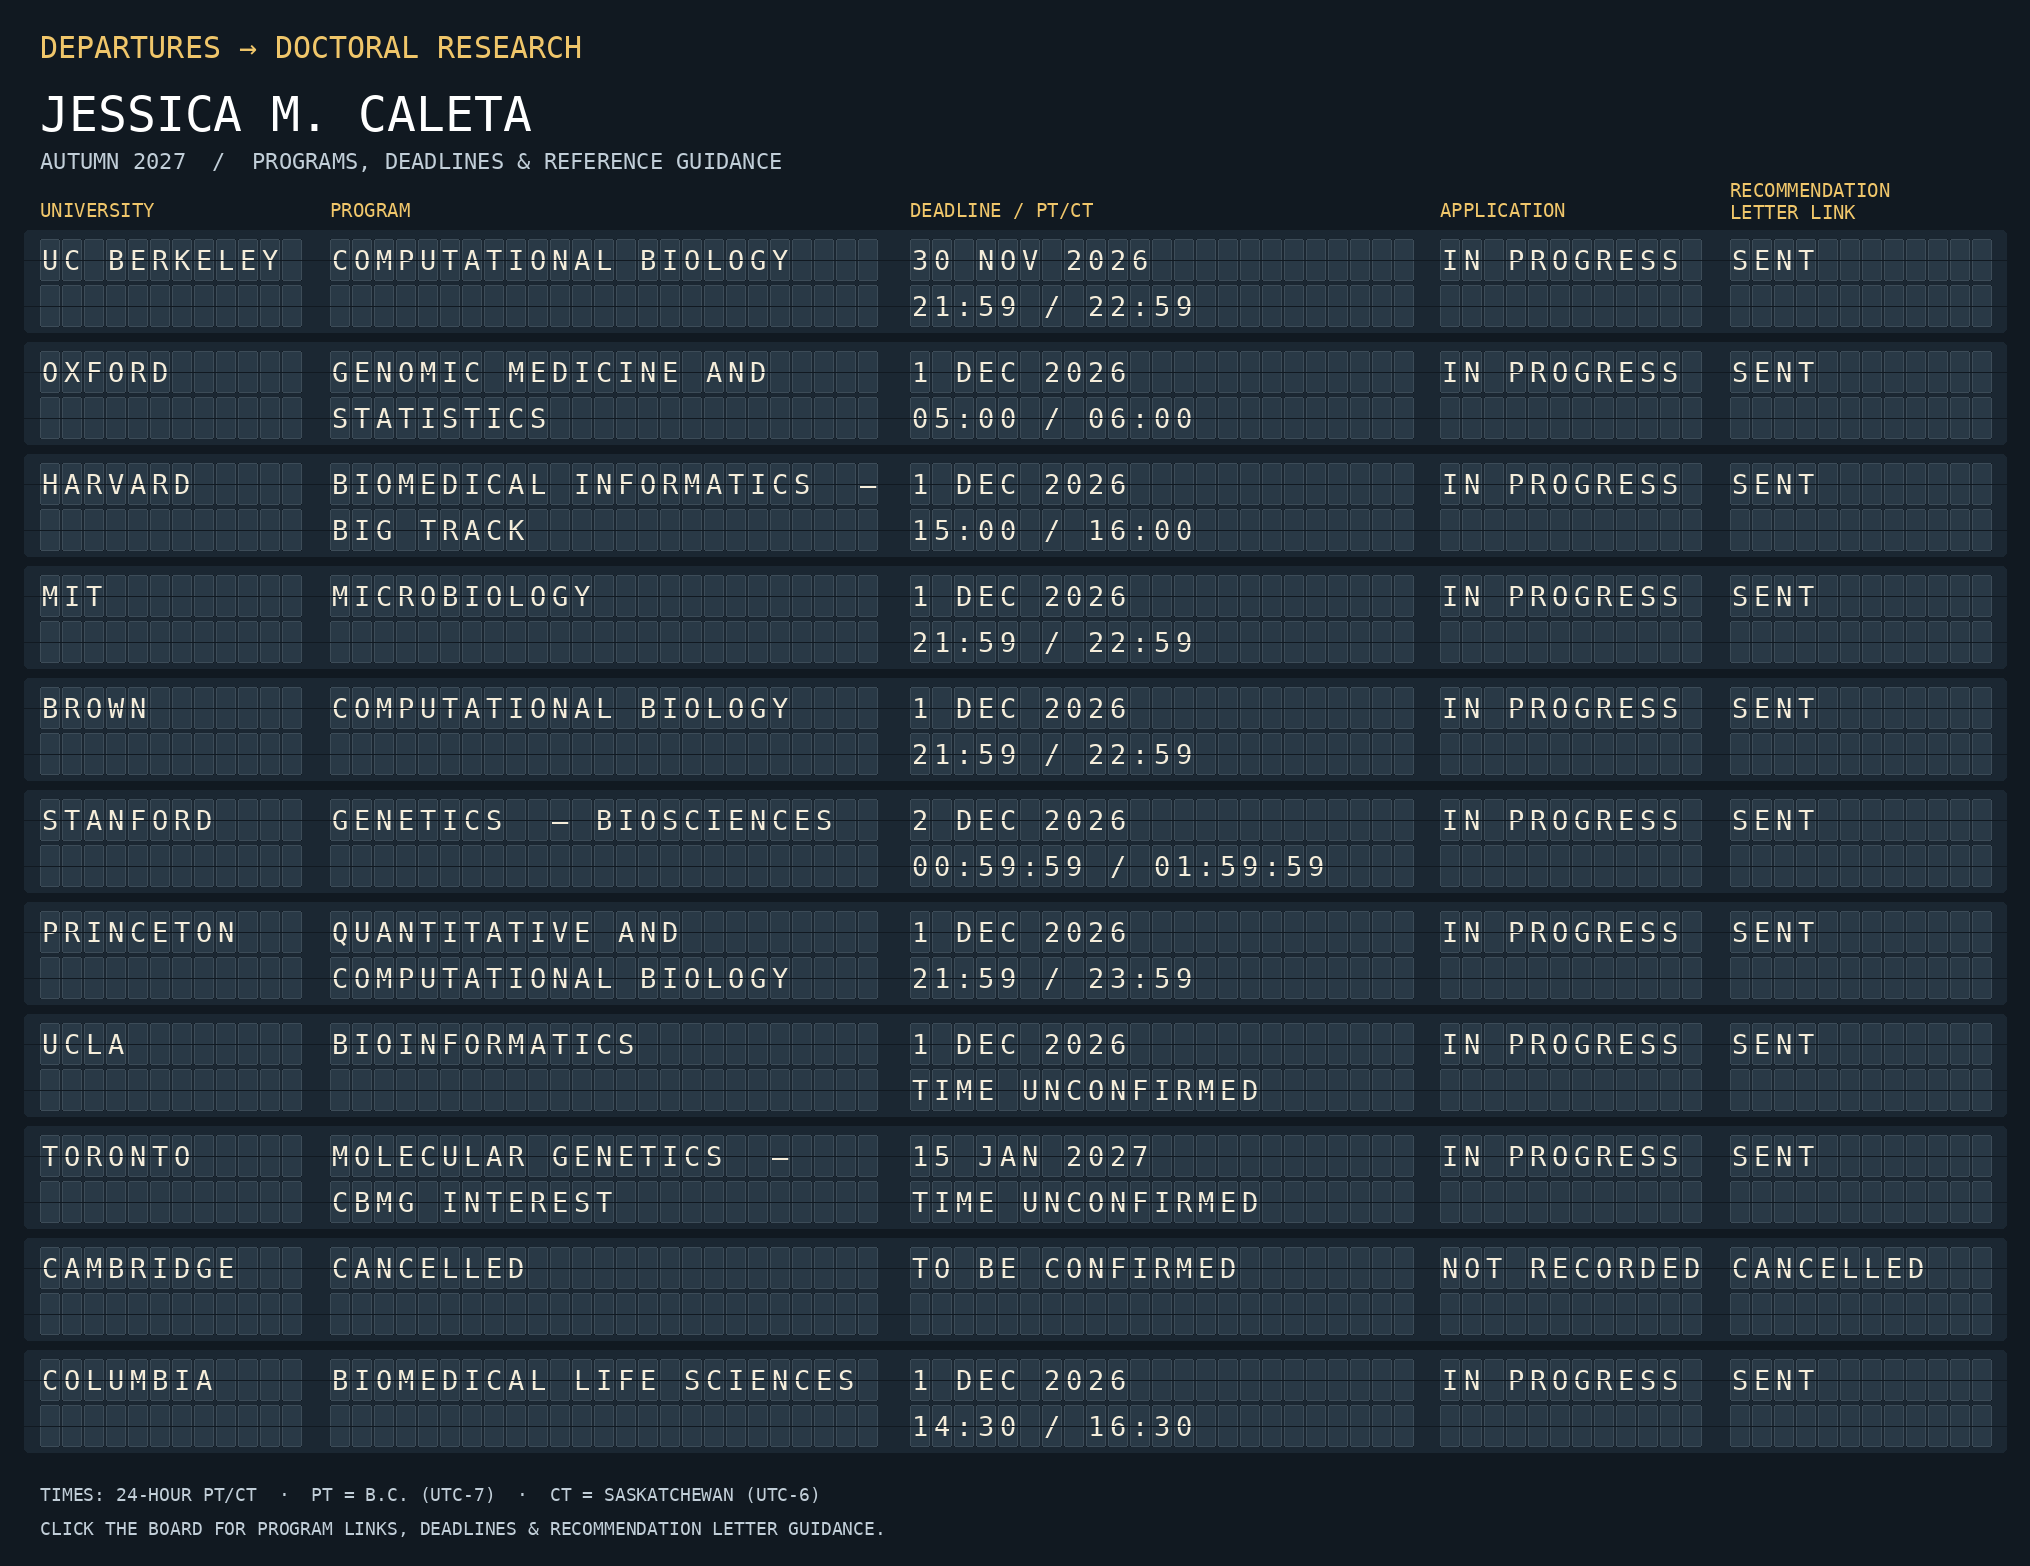 DEPARTURES → DOCTORAL RESEARCH
JESSICA M. CALETA
AUTUMN 2027 / PROGRAMS, DEADLINES & REFERENCE GUIDANCE
UNIVERSITY PROGRAM DEADLINE / PT/CT APPLICATION RECOMMENDATION LETTER LINK
UC BERKELEY COMPUTATIONAL BIOLOGY 30 NOV 2026 IN PROGRESS SENT
21:59 / 22:59
OXFORD GENOMIC MEDICINE AND 1 DEC 2026 IN PROGRESS SENT
STATISTICS 05:00 / 06:00
HARVARD BIOMEDICAL INFORMATICS — 1 DEC 2026 IN PROGRESS SENT
BIG TRACK 15:00 / 16:00
MIT MICROBIOLOGY 1 DEC 2026 IN PROGRESS SENT
21:59 / 22:59
BROWN COMPUTATIONAL BIOLOGY 1 DEC 2026 IN PROGRESS SENT
21:59 / 22:59
STANFORD GENETICS — BIOSCIENCES 2 DEC 2026 IN PROGRESS SENT
00:59:59 / 01:59:59
PRINCETON QUANTITATIVE AND 1 DEC 2026 IN PROGRESS SENT
COMPUTATIONAL BIOLOGY 21:59 / 23:59
UCLA BIOINFORMATICS 1 DEC 2026 IN PROGRESS SENT
TIME UNCONFIRMED
TORONTO MOLECULAR GENETICS — 15 JAN 2027 IN PROGRESS SENT
CBMG INTEREST TIME UNCONFIRMED
CAMBRIDGE CANCELLED TO BE CONFIRMED NOT RECORDED CANCELLED
COLUMBIA BIOMEDICAL LIFE SCIENCES 1 DEC 2026 IN PROGRESS SENT
14:30 / 16:30
TIMES: 24-HOUR PT/CT · PT = B.C. (UTC-7) · CT = SASKATCHEWAN (UTC-6)
CLICK THE BOARD FOR PROGRAM LINKS, DEADLINES & RECOMMENDATION LETTER GUIDANCE.